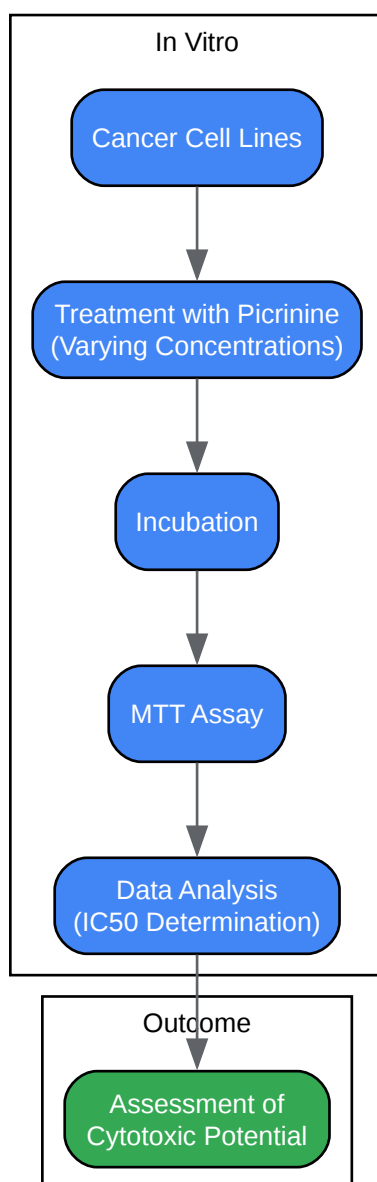 In Vitro
Cancer Cell Lines
Treatment with Picrinine
(Varying Concentrations)
Incubation
MTT Assay
Data Analysis
(IC50 Determination)
Outcome
Assessment of
Cytotoxic Potential